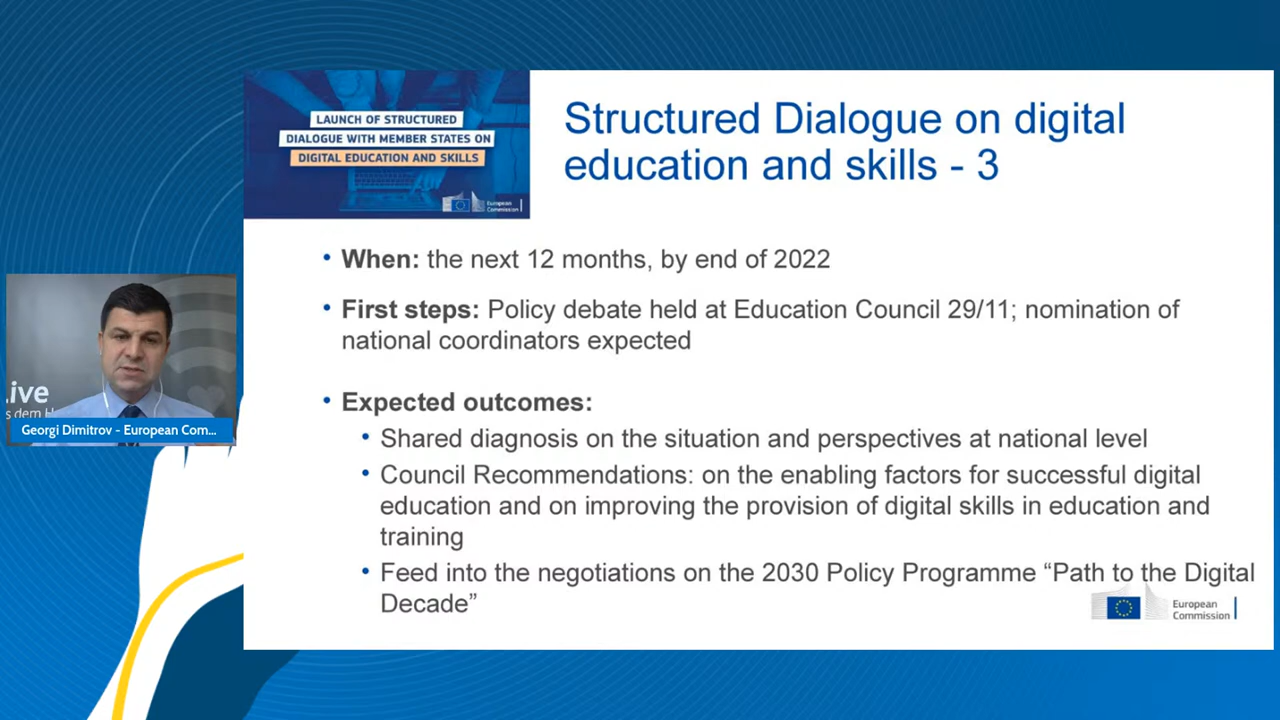 LAUNCH OF STRUCTURED
DIALOGUE WITH MEMBER STATES ON
DIGITAL EDUCATION AND SKILLS
European
Commission
Structured Dialogue on digital
education and skills - 3
• When: the next 12 months, by end of 2022
• First steps: Policy debate held at Education Council 29/11; nomination of
national coordinators expected
• Expected outcomes:
• Shared diagnosis on the situation and perspectives at national level
• Council Recommendations: on the enabling factors for successful digital
education and on improving the provision of digital skills in education and
training
• Feed into the negotiations on the 2030 Policy Programme “Path to the Digital
Decade”
European
Commission
ive
s dem H
Georgi Dimitrov - European Com...